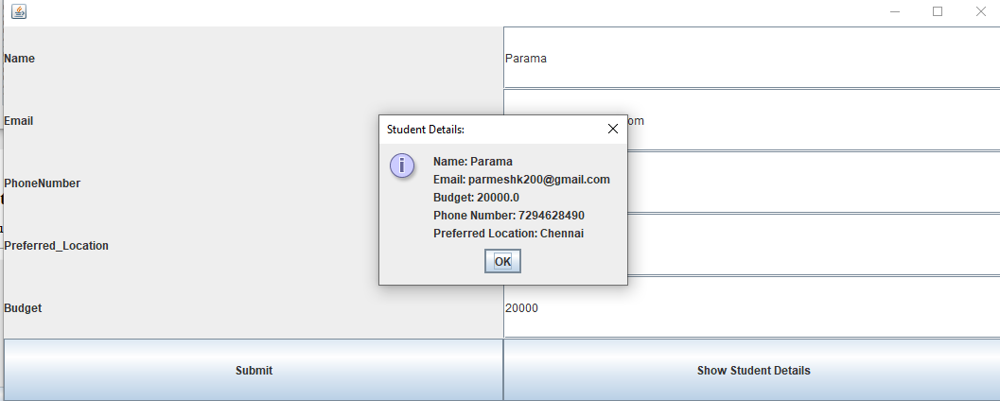 Name
Parama
Email
om
Student Details:
Name: Parama
Email: parmeshk200@gmail.com
Budget: 20000.0
Phone Number: 7294628490
Preferred Location: Chennai
OK
PhoneNumber
Preferred_Location
Budget
20000
Submit
Show Student Details